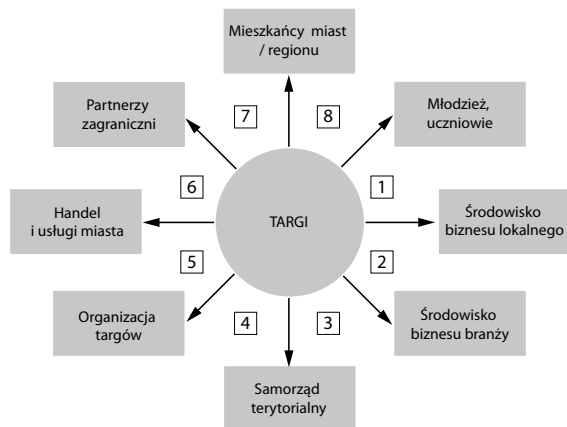 Mieszkańcy miast
/ regionu
Partnerzy
zagraniczni
7
8
Młodzież,
uczniowie
6
1
Handel
i usługi miasta
TARGI
Środowisko
biznesu lokalnego
5
2
Organizacja
targów
4
3
Środowisko
biznesu branży
Samorząd
terytorialny